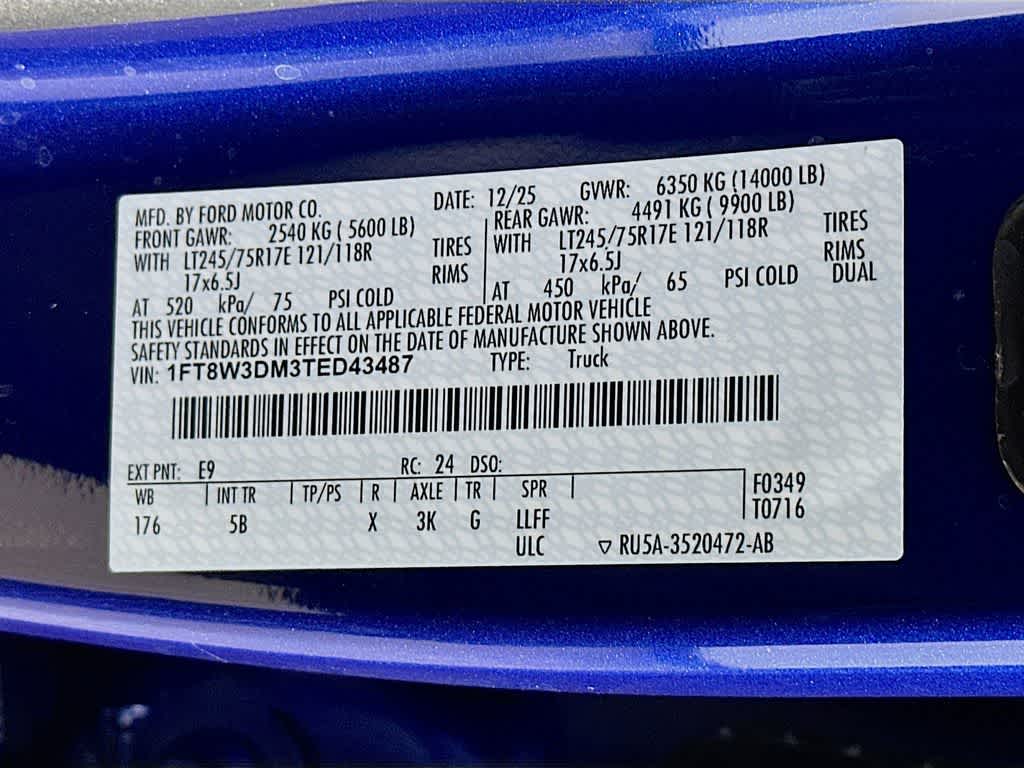 MFD. BY FORD MOTOR CO. DATE: 12/25 GVWR: 6350 KG (14000 LB)
FRONT GAWR: 2540 KG ( 5600 LB) REAR GAWR: 4491 KG ( 9900 LB)
WITH LT245/75R17E 121/118R TIRES WITH LT245/75R17E 121/118R TIRES
17x6.5J RIMS 17x6.5J RIMS
AT 520 kPa/ 75 PSI COLD AT 450 kPa/ 65 PSI COLD DUAL
THIS VEHICLE CONFORMS TO ALL APPLICABLE FEDERAL MOTOR VEHICLE
SAFETY STANDARDS IN EFFECT ON THE DATE OF MANUFACTURE SHOWN ABOVE.
VIN: 1FT8W3DM3TED43487 TYPE: Truck
EXT PNT: E9 RC: 24 DSO:
WB INT TR TP/PS R AXLE TR SPR F0349
176 5B X 3K G LLFF T0716
ULC ▽ RU5A-3520472-AB